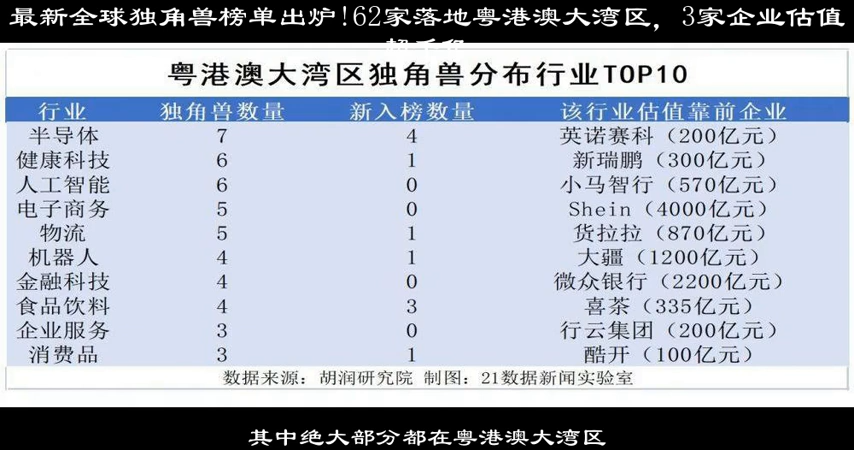 最新全球独角兽榜单出炉!62家落地粤港澳大湾区,3家企业估值
粤港澳大湾区独角兽分布行业TOP10
行业 独角兽数量 新入榜数量 该行业估值靠前企业
半导体 7 4 英诺赛科（200亿元）
健康科技 6 1 新瑞鹏（300亿元）
人工智能 6 0 小马智行（570亿元）
电子商务 5 0 Shein（4000亿元）
物流 5 1 货拉拉（870亿元）
机器人 4 1 大疆（1200亿元）
金融科技 4 0 微众银行（2200亿元）
食品饮料 4 3 喜茶（335亿元）
企业服务 3 0 行云集团（200亿元）
消费品 3 1 酷开（100亿元）
数据来源：胡润研究院 制图：21数据新闻实验室
其中绝大部分都在粤港澳大湾区